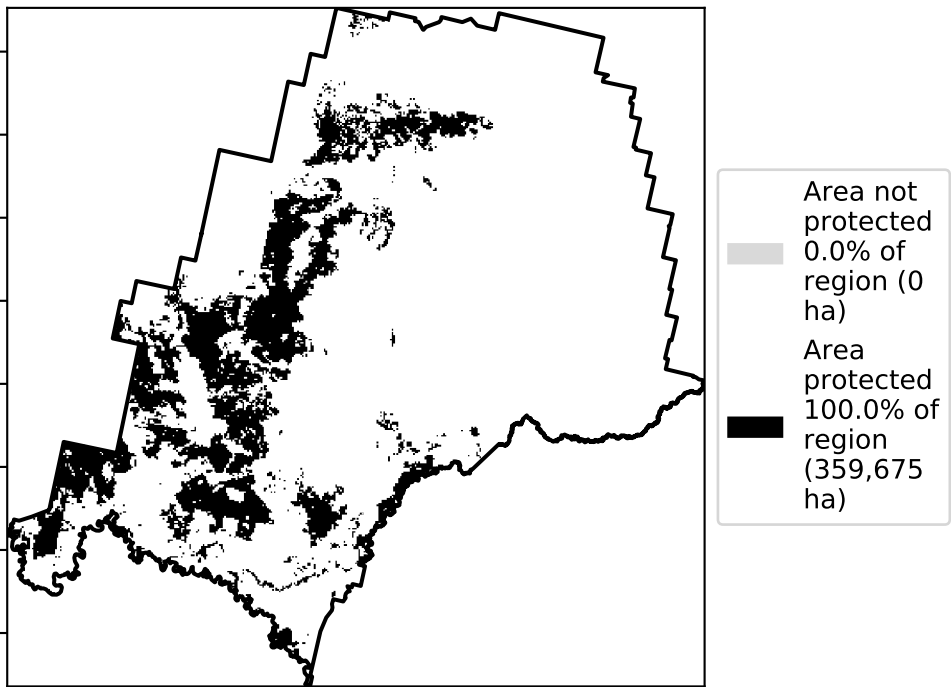 Area not
protected
0.0% of
region (0
ha)
Area
protected
100.0% of
region
(359,675
ha)